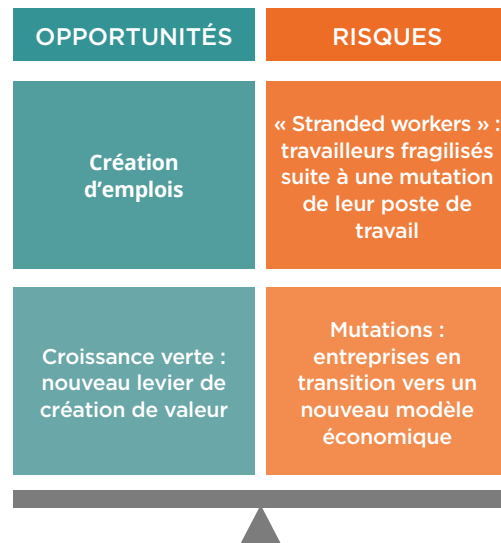 OPPORTUNITÉS
RISQUES
Création
d'emplois
« Stranded workers » :
travailleurs fragilisés
suite à une mutation
de leur poste de
travail
Croissance verte :
nouveau levier de
création de valeur
Mutations :
entreprises en
transition vers un
nouveau modèle
économique